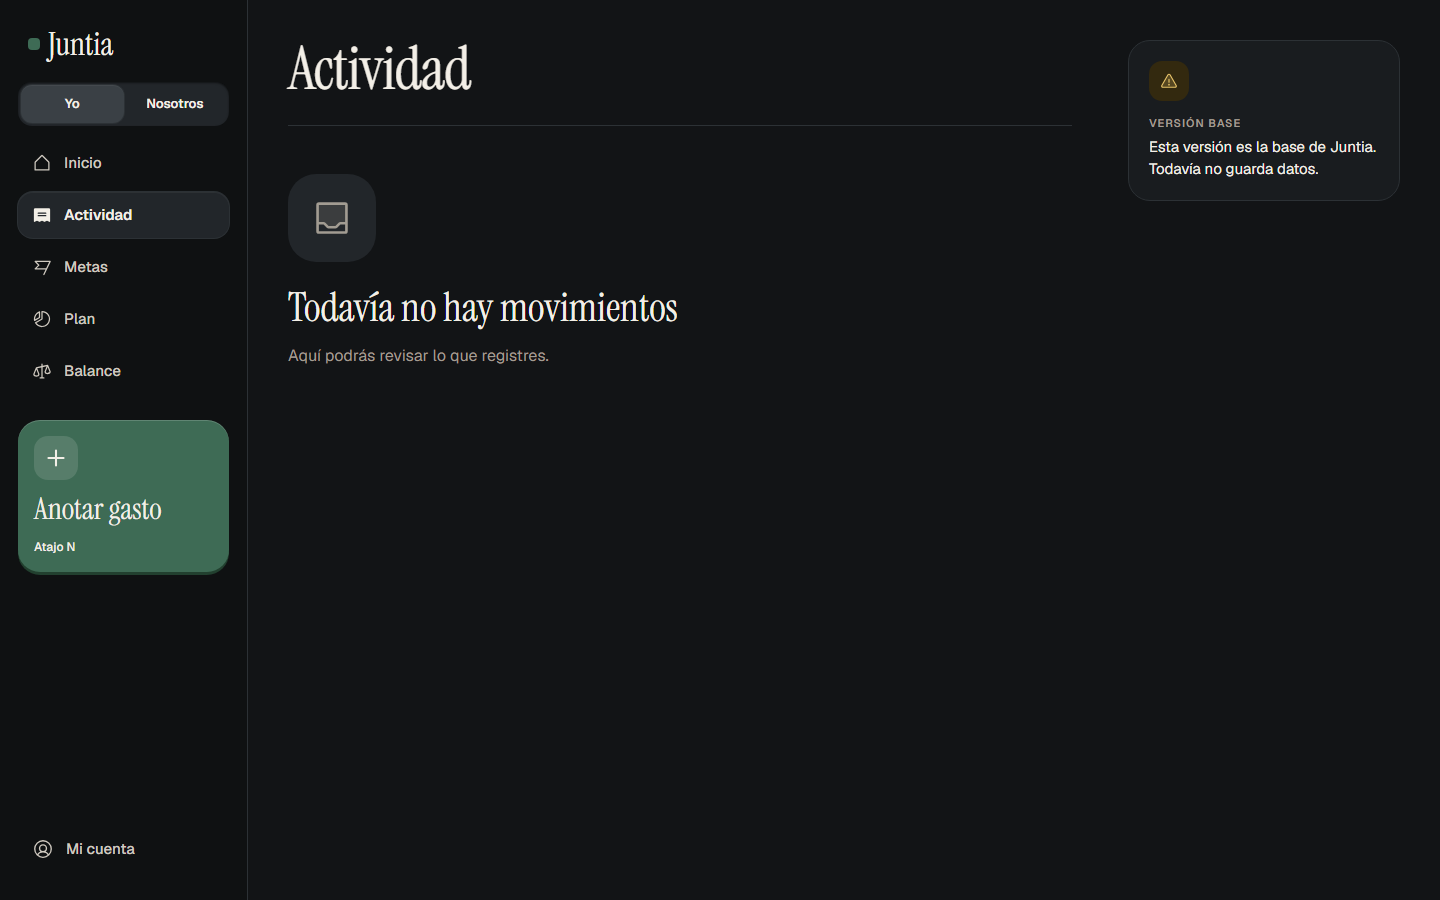 Juntia
Yo
Nosotros
Inicio
Actividad
Metas
Plan
Balance
Anotar gasto
Atajo N
Mi cuenta
Actividad
Todavía no hay movimientos
Aquí podrás revisar lo que registres.
VERSIÓN BASE
Esta versión es la base de Juntia.
Todavía no guarda datos.